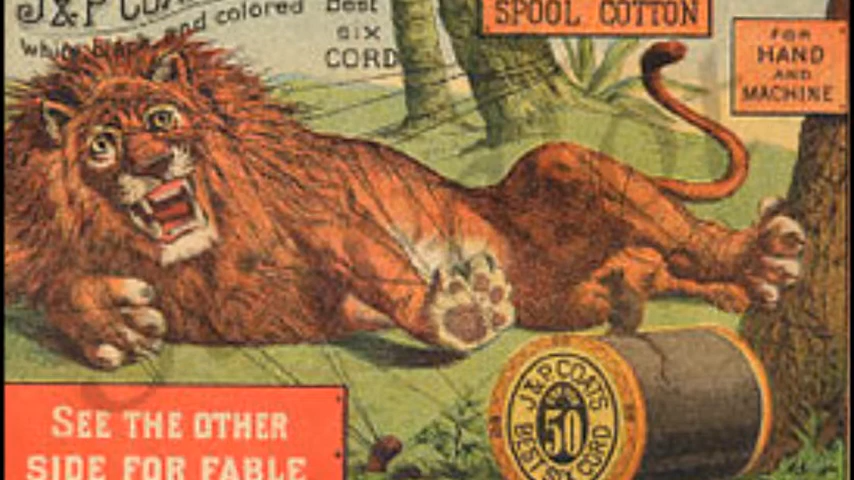 J&P COA
White, Black, and colored
Best
six
CORD
SPOOL COTTON
FOR
HAND
AND
MACHINE
J&P. COATS
50
BEST SIX CORD
SEE THE OTHER
SIDE FOR FABLE